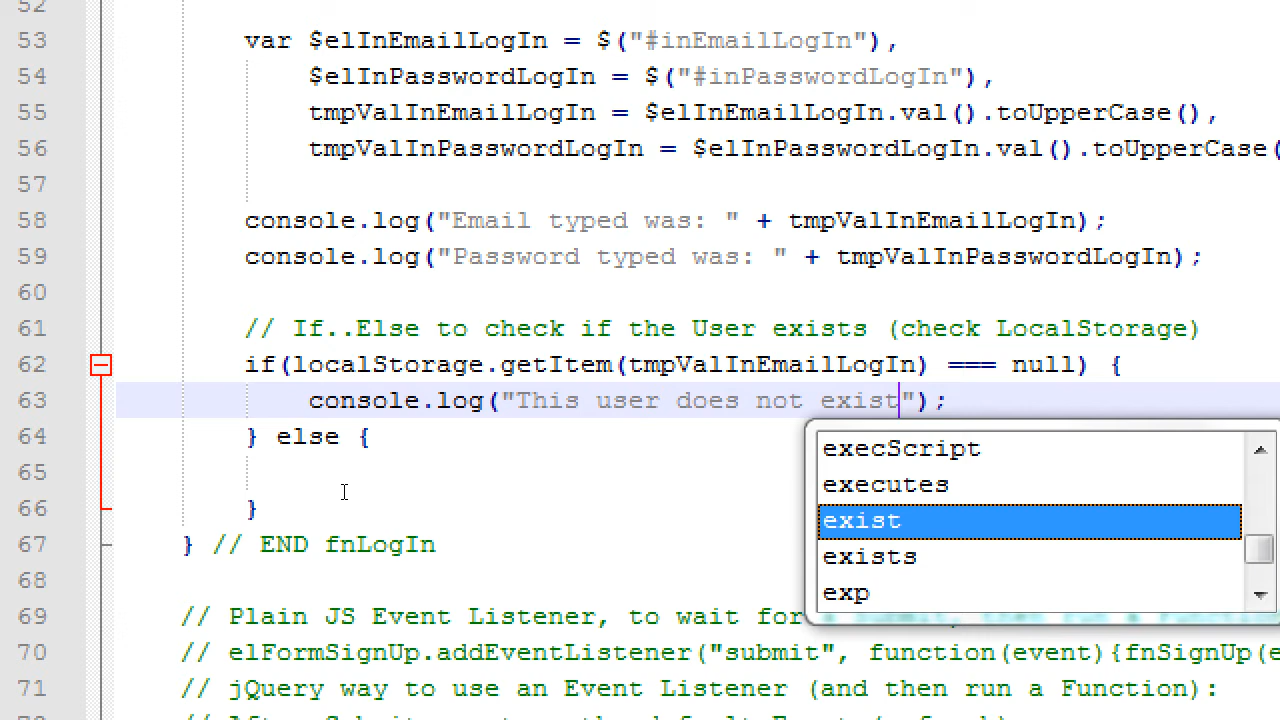 52
53 var $elInEmailLogIn = $("#inEmailLogIn"),
54 $elInPasswordLogIn = $("#inPasswordLogIn"),
55 tmpValInEmailLogIn = $elInEmailLogIn.val().toUpperCase(),
56 tmpValInPasswordLogIn = $elInPasswordLogIn.val().toUpperCase(
57
58 console.log("Email typed was: " + tmpValInEmailLogIn);
59 console.log("Password typed was: " + tmpValInPasswordLogIn);
60
61 // If..Else to check if the User exists (check LocalStorage)
62 if(localStorage.getItem(tmpValInEmailLogIn) === null) {
63 console.log("This user does not exist");
64 } else {
execScript
65
executes
66 }
exist
67 } // END fnLogIn
exists
68
exp
69 // Plain JS Event Listener, to wait for
70 // elFormSignUp.addEventListener("submit", function(event){fnSignUp(e
71 // jQuery way to use an Event Listener (and then run a Function):